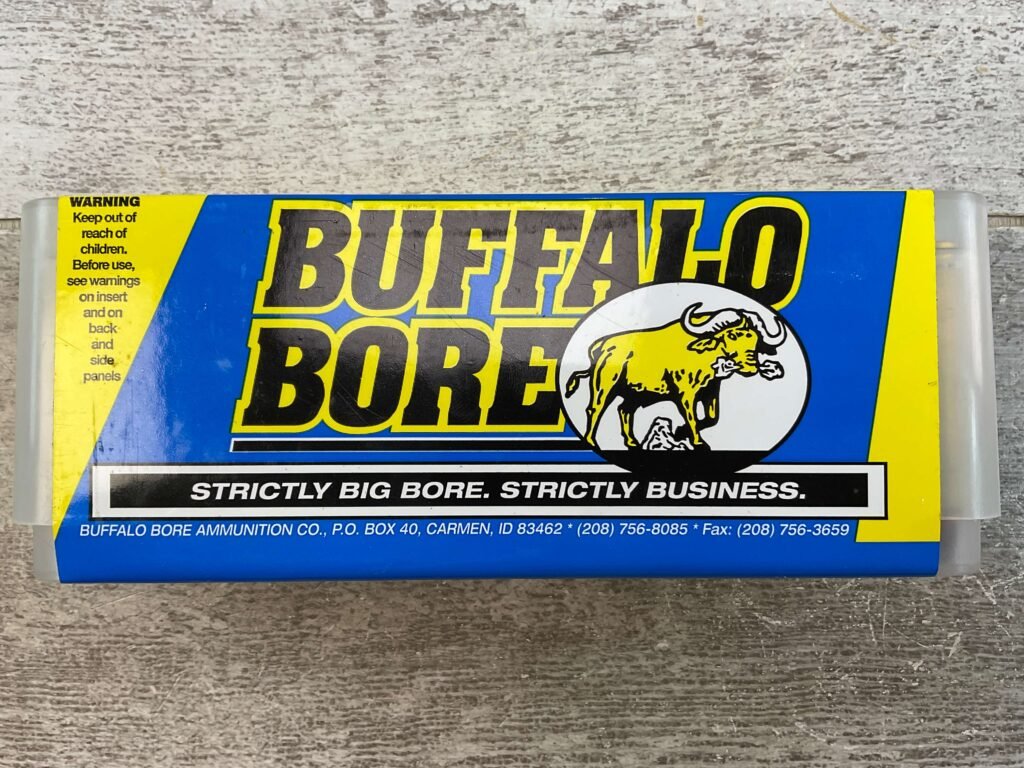 WARNING
Keep out of
reach of
children.
Before use,
see warnings
on insert
and on
back
and
side
panels
BUFFALO
BORE
STRICTLY BIG BORE. STRICTLY BUSINESS.
BUFFALO BORE AMMUNITION CO., P.O. BOX 40, CARMEN, ID 83462 * (208) 756-8085 * Fax: (208) 756-3659